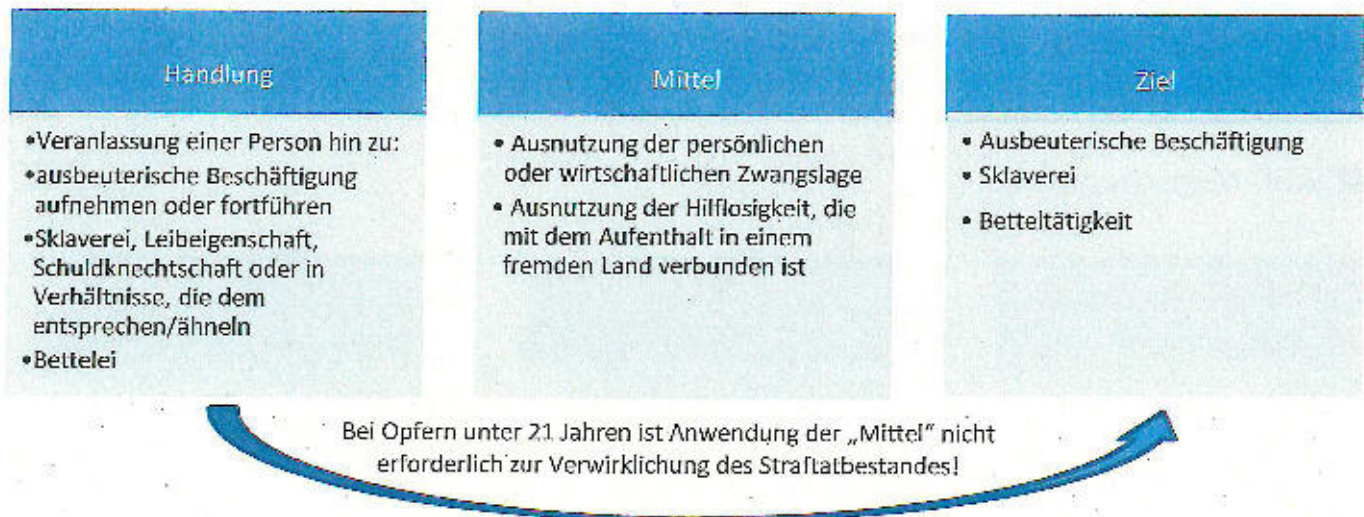 Handlung
•Veranlassung einer Person hin zu:
•ausbeuterische Beschäftigung
aufnehmen oder fortführen
•Sklaverei, Leibeigenschaft,
Schuldknechtschaft oder in
Verhältnisse, die dem
entsprechen/ähneln
•Bettelei
Mittel
• Ausnutzung der persönlichen
oder wirtschaftlichen Zwangslage
• Ausnutzung der Hilflosigkeit, die
mit dem Aufenthalt in einem
fremden Land verbunden ist
Ziel
• Ausbeuterische Beschäftigung
• Sklaverei
• Betteltätigkeit
Bei Opfern unter 21 Jahren ist Anwendung der „Mittel" nicht
erforderlich zur Verwirklichung des Straftatbestandes!